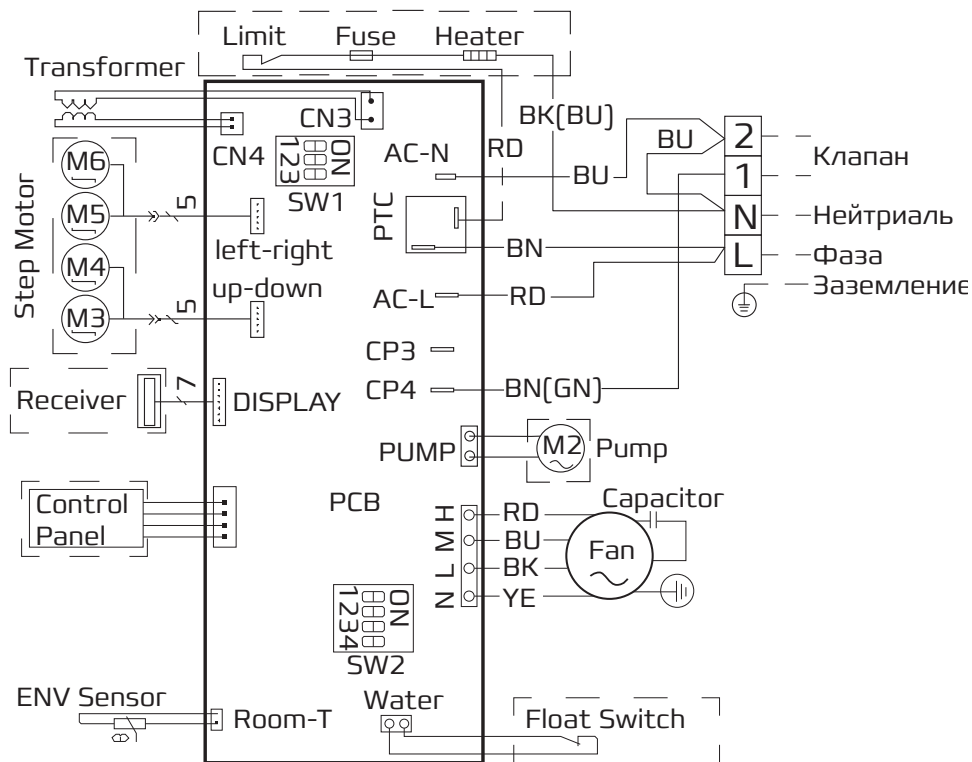 Limit Fuse Heater
Transformer
CN3
BK(BU)
CN4
ON
123
SW1
AC-N
RD
BU
BU
2
1
N
L
Клапан
Нейтриаль
Фаза
Заземление
Step Motor
M6
M5
M4
M3
5
left-right
up-down
5
PTC
BN
AC-L
RD
CP3
CP4
BN(GN)
Receiver
7
DISPLAY
PUMP
M2
Pump
Control
Panel
PCB
H
M
L
N
RD
BU
BK
YE
Capacitor
Fan
ON
1234
SW2
ENV Sensor
Room-T
Water
Float Switch